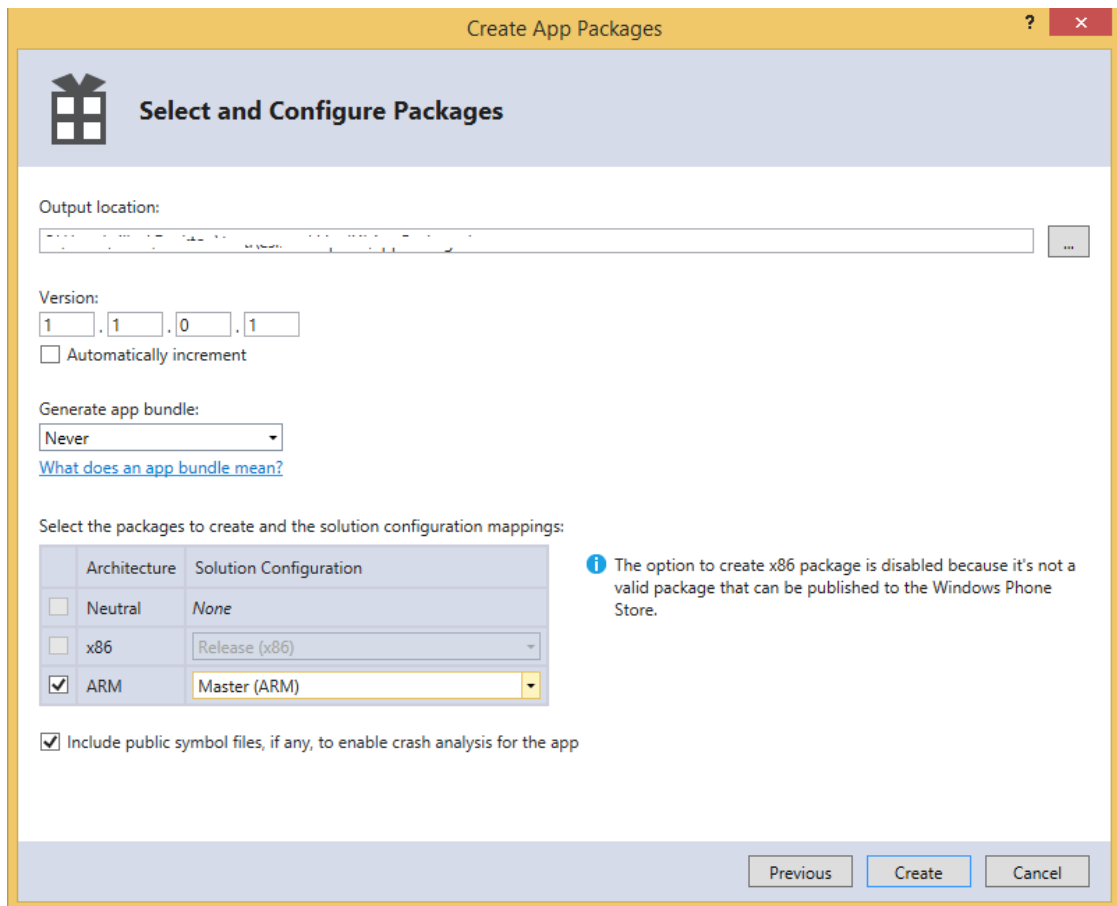 Create App Packages
?
Select and Configure Packages
Output location:
...
Version:
1 . 1 . 0 . 1
Automatically increment
Generate app bundle:
Never
What does an app bundle mean?
Select the packages to create and the solution configuration mappings:
Architecture Solution Configuration
Neutral None
x86 Release (x86)
ARM Master (ARM)
The option to create x86 package is disabled because it's not a
valid package that can be published to the Windows Phone
Store.
Include public symbol files, if any, to enable crash analysis for the app
Previous Create Cancel